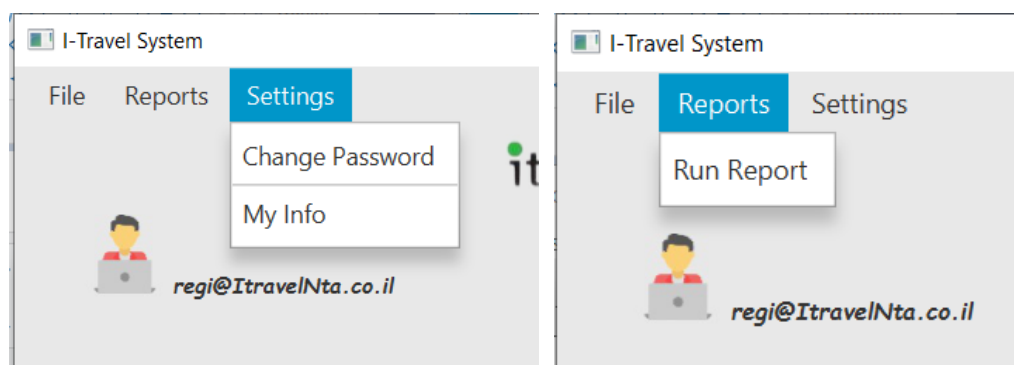 I-Travel System
File Reports Settings
Change Password
My Info
it
regi@ItravelNta.co.il
I-Travel System
File Reports Settings
Run Report
regi@ItravelNta.co.il